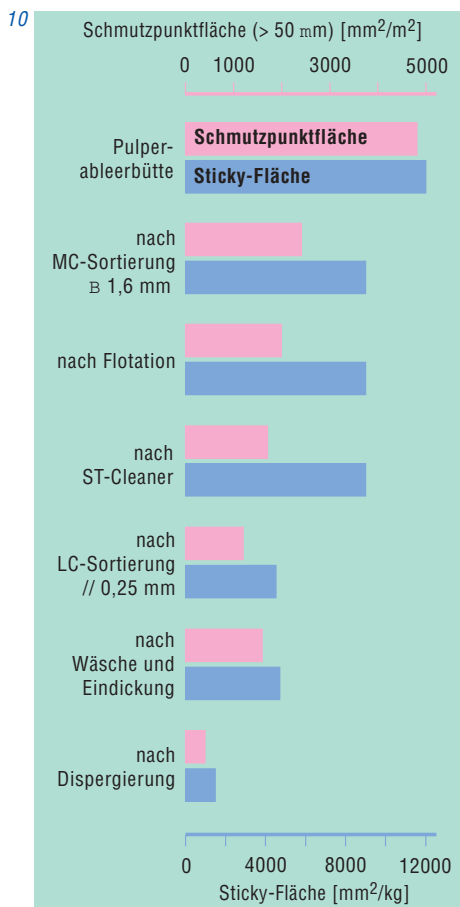 10
Schmutzpunktfläche (> 50 mm) [mm²/m²]
0 1000 3000 5000
Pulper-
ableerbütte
Schmutzpunktfläche
Sticky-Fläche
nach
MC-Sortierung
B 1,6 mm
nach Flotation
nach
ST-Cleaner
nach
LC-Sortierung
// 0,25 mm
nach
Wäsche und
Eindickung
nach
Dispergierung
0 4000 8000 12000
Sticky-Fläche [mm²/kg]